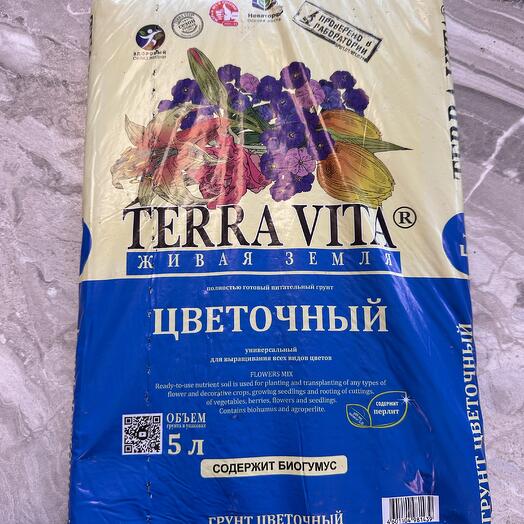 ЗДОРОВЫЙ
ПРОВЕРЕНО В
ЛАБОРАТОРИИ
TERRA VITA®
ЖИВАЯ ЗЕМЛЯ
полностью готовый питательный грунт
ЦВЕТОЧНЫЙ
универсальный
для выращивания всех видов цветов
FLOWERS MIX
Ready-to-use nutrient soil is used for planting and transplanting of any types of
flower and decorative crops, growing seedlings and rooting of cuttings,
of vegetables, berries, flowers and seedlings.
Contains biohumus and agroperlite.
СОДЕРЖИТ
перлит
ОБЪЕМ
грунта в упаковке
5 л
СОДЕРЖИТ БИОГУМУС
ГРУНТ ЦВЕТОЧНЫЙ
ГРУНТ ЦВЕТОЧНЫЙ